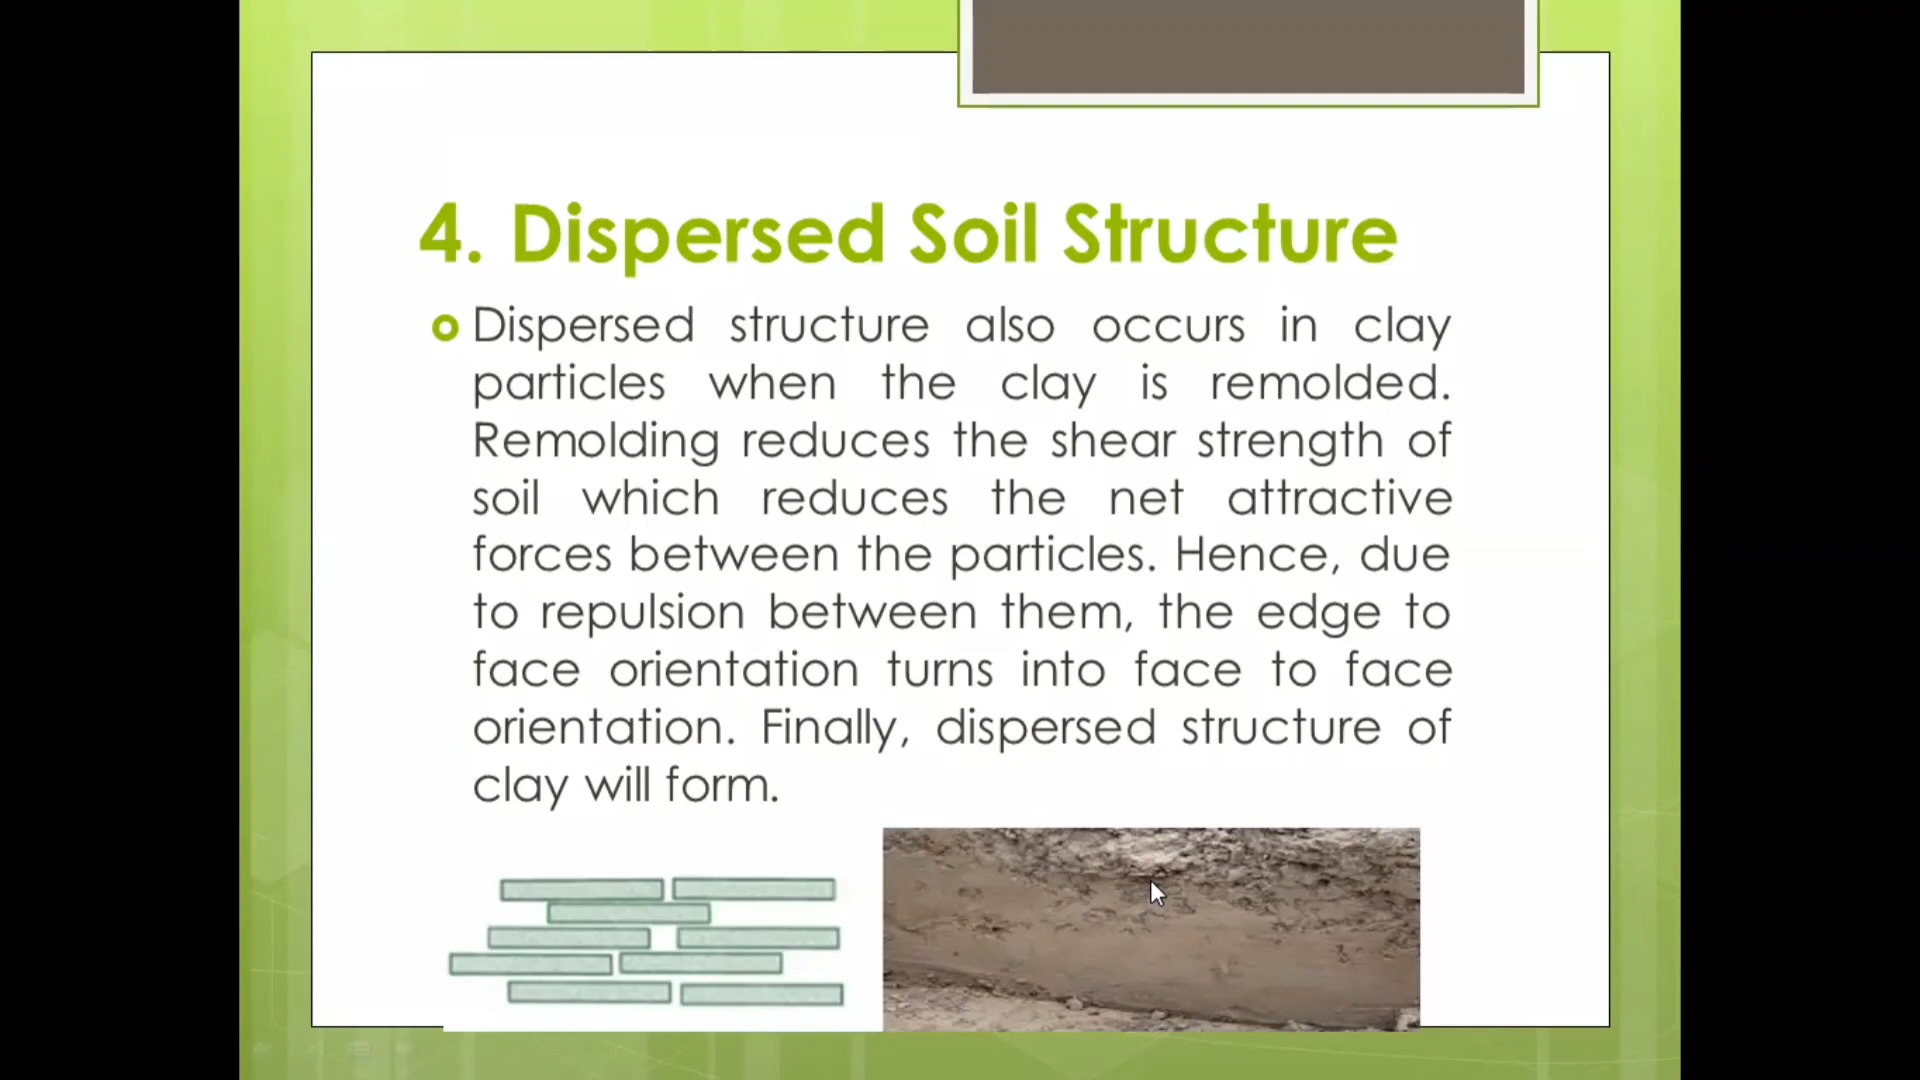 4. Dispersed Soil Structure
Dispersed structure also occurs in clay
particles when the clay is remolded.
Remolding reduces the shear strength of
soil which reduces the net attractive
forces between the particles. Hence, due
to repulsion between them, the edge to
face orientation turns into face to face
orientation. Finally, dispersed structure of
clay will form.